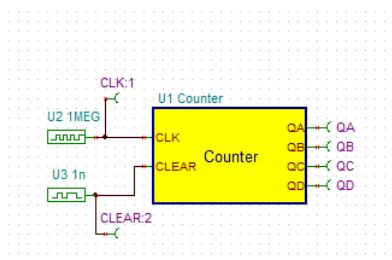 CLK:1
U1 Counter
U2 1MEG
CLK
QA
QA
QB
QB
CLEAR
Counter
QC
QC
U3 1n
QD
QD
CLEAR:2